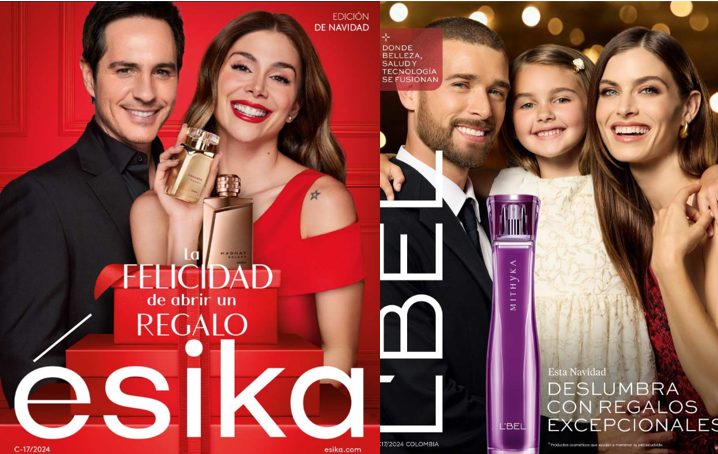 EDICIÓN
DE NAVIDAD
La
FELICIDAD
de abrir un
REGALO
ésika
C-17/2024
esika.com
DONDE
BELLEZA,
SALUD Y
TECNOLOGÍA
SE FUSIONAN
L'BEL
MITHYKA
L'BEL
Esta Navidad
DESLUMBRA
CON REGALOS
EXCEPCIONALES
17/2024 COLOMBIA